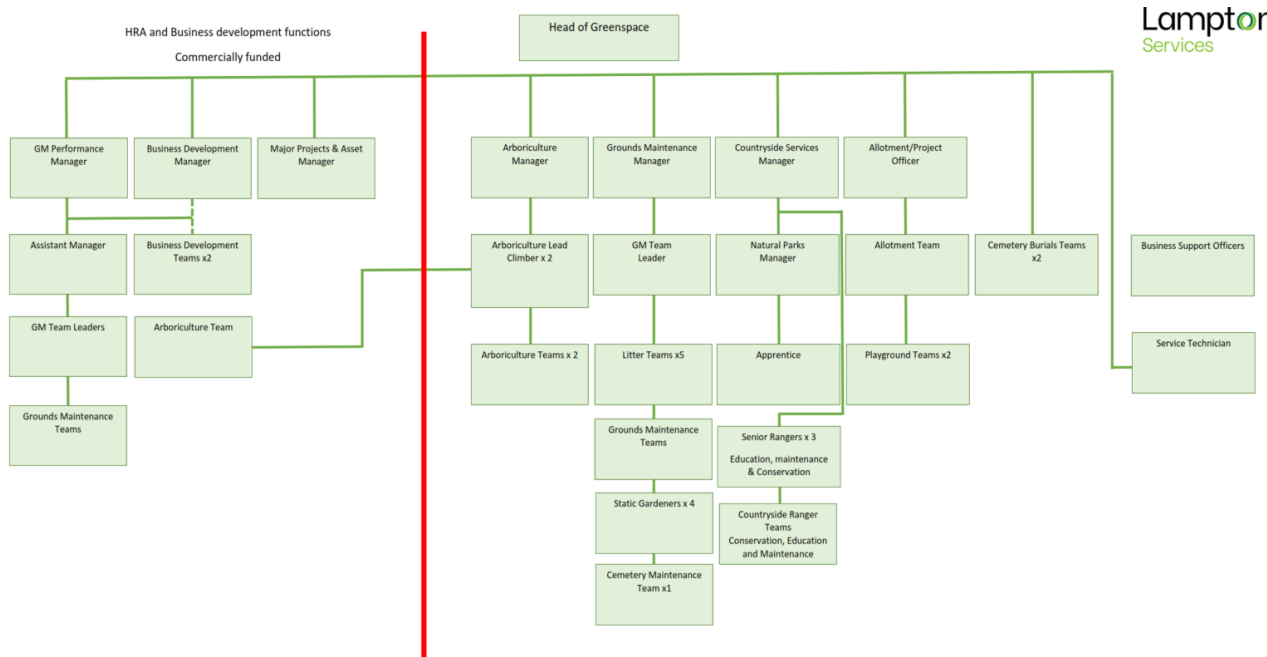 HRA and Business development functions
Commercially funded
Head of Greenspace
Lampton
Services
GM Performance
Manager
Business Development
Manager
Major Projects & Asset
Manager
Arboriculture
Manager
Grounds Maintenance
Manager
Countryside Services
Manager
Allotment/Project
Officer
Assistant Manager
Business Development
Teams x2
Arboriculture Lead
Climber x 2
GM Team
Leader
Natural Parks
Manager
Allotment Team
Cemetery Burials Teams
x2
Business Support Officers
GM Team Leaders
Arboriculture Team
Arboriculture Teams x 2
Litter Teams x5
Apprentice
Playground Teams x2
Service Technician
Grounds Maintenance
Teams
Grounds Maintenance
Teams
Senior Rangers x 3
Education, maintenance
& Conservation
Static Gardeners x 4
Countryside Ranger
Teams
Conservation, Education
and Maintenance
Cemetery Maintenance
Team x1